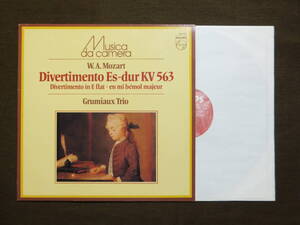 Musica
da camera
W. A. Mozart
Divertimento Es-dur KV 563
Divertimento in E flat · en mi bémol majeur
Grumiaux Trio